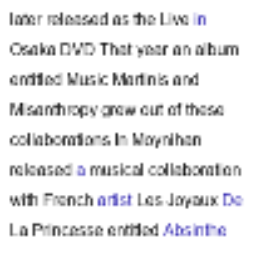 later released as the Live in
Osaka DVD That year an album
entitled Music Martinis and
Misanthropy grew out of these
collaborations In Moynihan
released a musical collaboration
with French artist Les Joyaux De
La Princesse entitled Absinthe